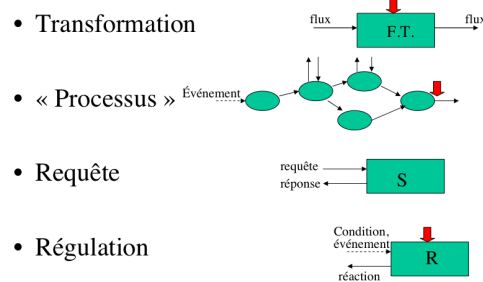 • Transformation
flux
F.T.
flux
• « Processus »
Événement
• Requête
requête
réponse
S
• Régulation
Condition,
événement
R
réaction